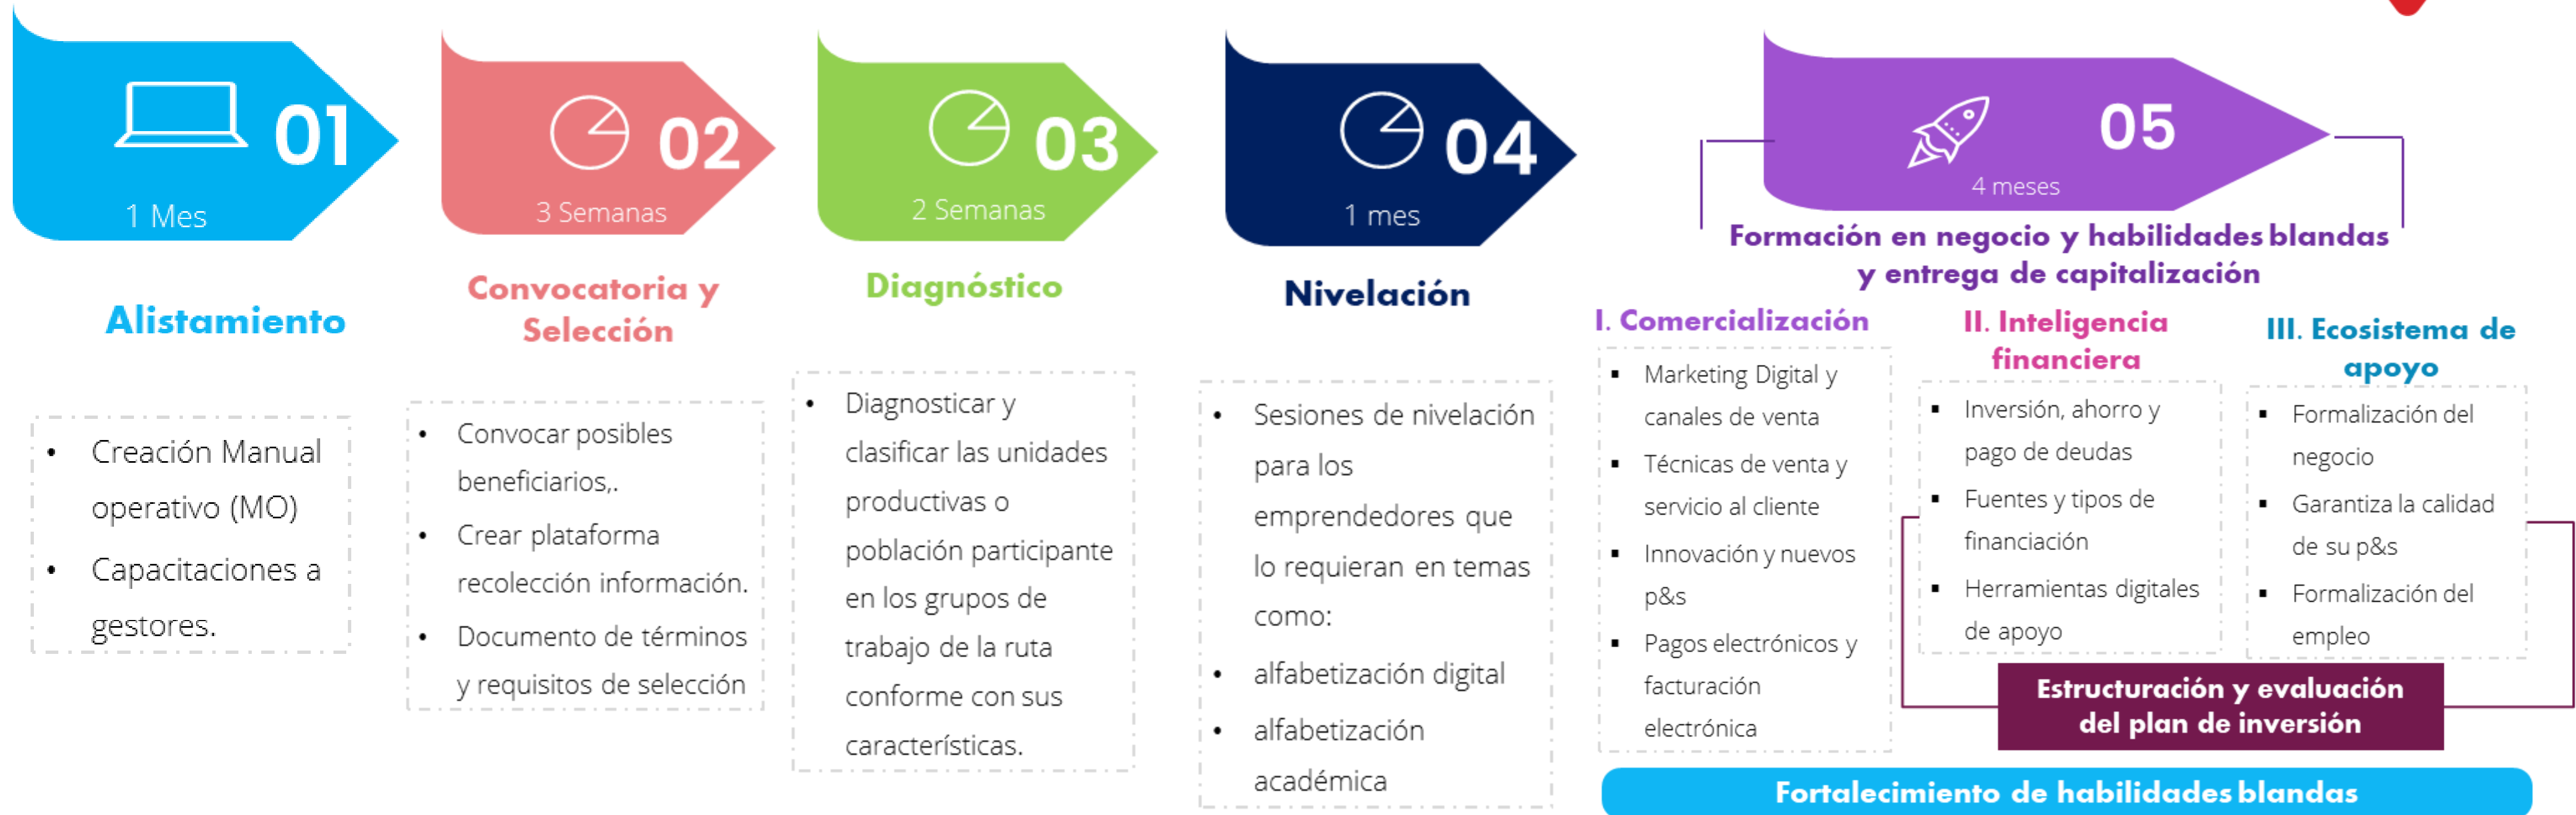 01
1 Mes
Alistamiento
• Creación Manual
operativo (MO)
• Capacitaciones a
gestores.
02
3 Semanas
Convocatoria y
Selección
• Convocar posibles
beneficiarios,.
• Crear plataforma
recolección información.
• Documento de términos
y requisitos de selección
03
2 Semanas
Diagnóstico
• Diagnosticar y
clasificar las unidades
productivas o
población participante
en los grupos de
trabajo de la ruta
conforme con sus
características.
04
1 mes
Nivelación
• Sesiones de nivelación
para los
emprendedores que
lo requieran en temas
como:
• alfabetización digital
• alfabetización
académica
05
4 meses
Formación en negocio y habilidades blandas
y entrega de capitalización
I. Comercialización
▪ Marketing Digital y
canales de venta
▪ Técnicas de venta y
servicio al cliente
▪ Innovación y nuevos
p&s
▪ Pagos electrónicos y
facturación
electrónica
II. Inteligencia
financiera
▪ Inversión, ahorro y
pago de deudas
▪ Fuentes y tipos de
financiación
▪ Herramientas digitales
de apoyo
III. Ecosistema de
apoyo
▪ Formalización del
negocio
▪ Garantiza la calidad
de su p&s
▪ Formalización del
empleo
Estructuración y evaluación
del plan de inversión
Fortalecimiento de habilidades blandas